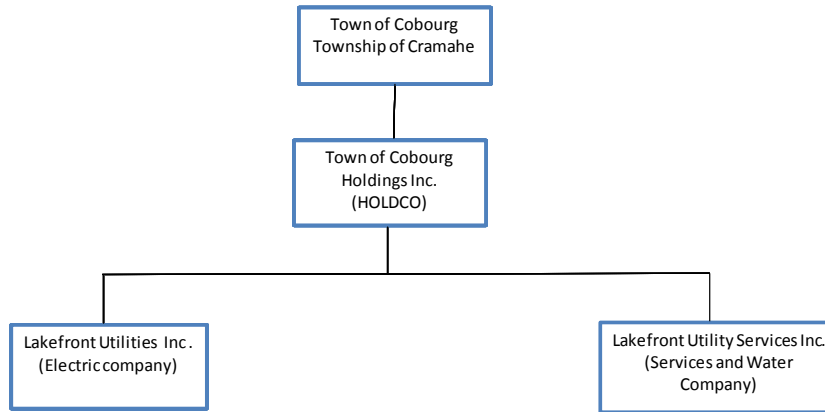 Town of Cobourg
Township of Cramahe
Town of Cobourg
Holdings Inc.
(HOLDCO)
Lakefront Utilities Inc.
(Electric company)
Lakefront Utility Services Inc.
(Services and Water
Company)